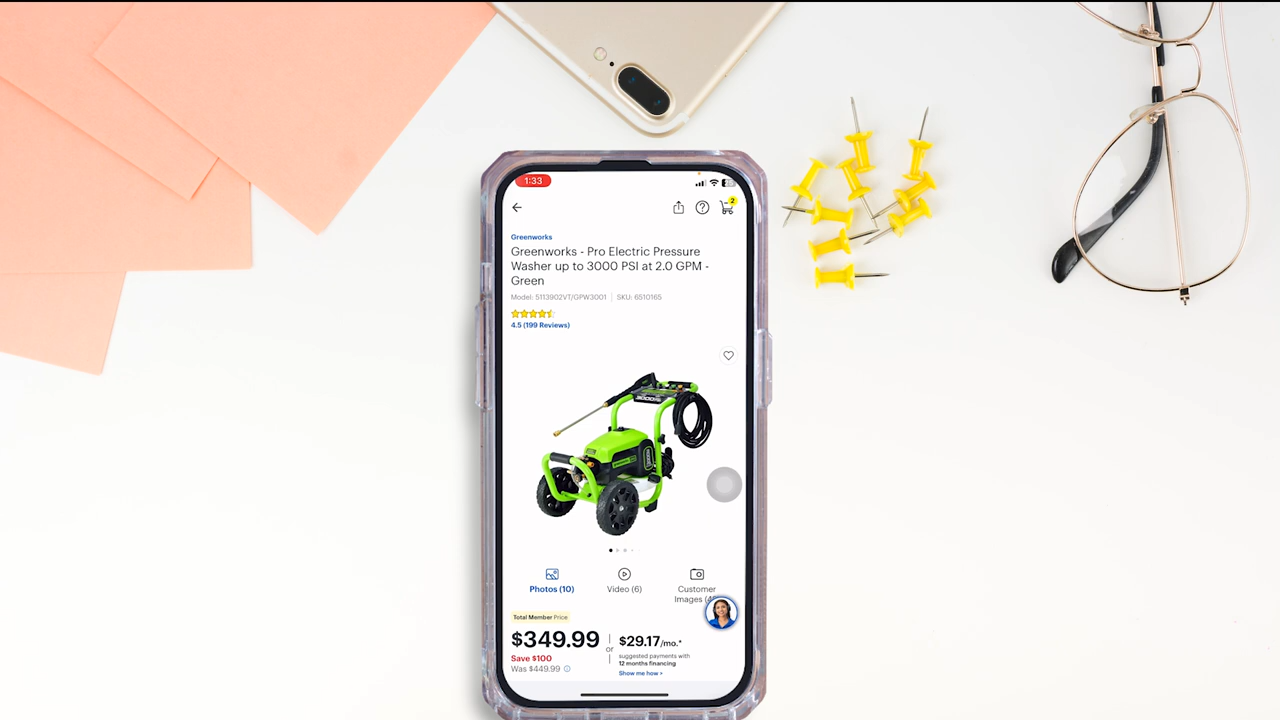 1:33
2
Greenworks
Greenworks - Pro Electric Pressure
Washer up to 3000 PSI at 2.0 GPM -
Green
Model: 5113902VT/GPW3001 | SKU: 6510165
4.5 (199 Reviews)
3000
Photos (10)
Video (6)
Customer
Images
Total Member Price
$349.99
or
$29.17/mo.*
suggested payments with
12 months financing
Show me how >
Save $100
Was $449.99